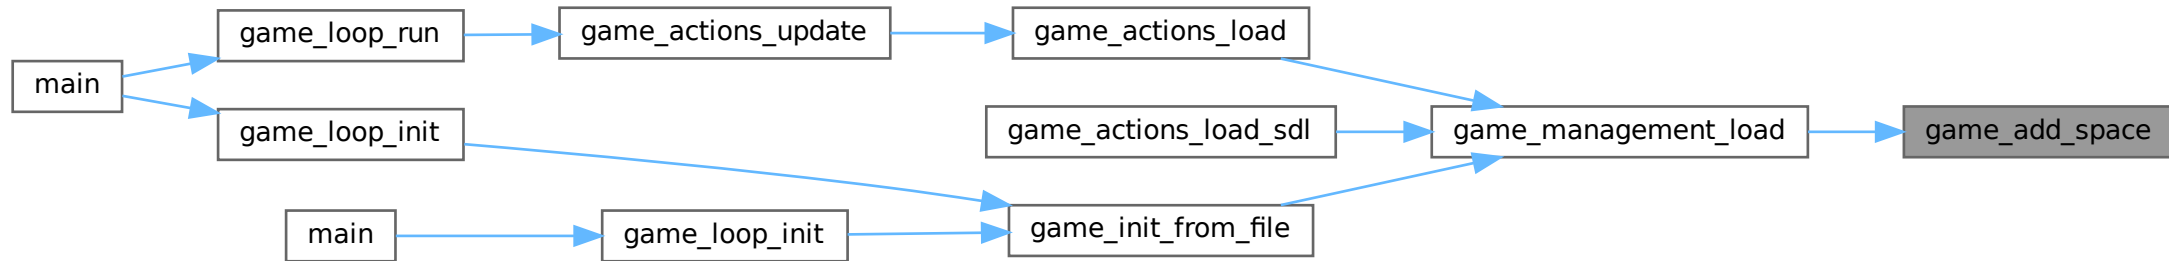 main
game_loop_run
game_actions_update
game_actions_load
game_loop_init
game_actions_load_sdl
game_management_load
game_add_space
main
game_loop_init
game_init_from_file